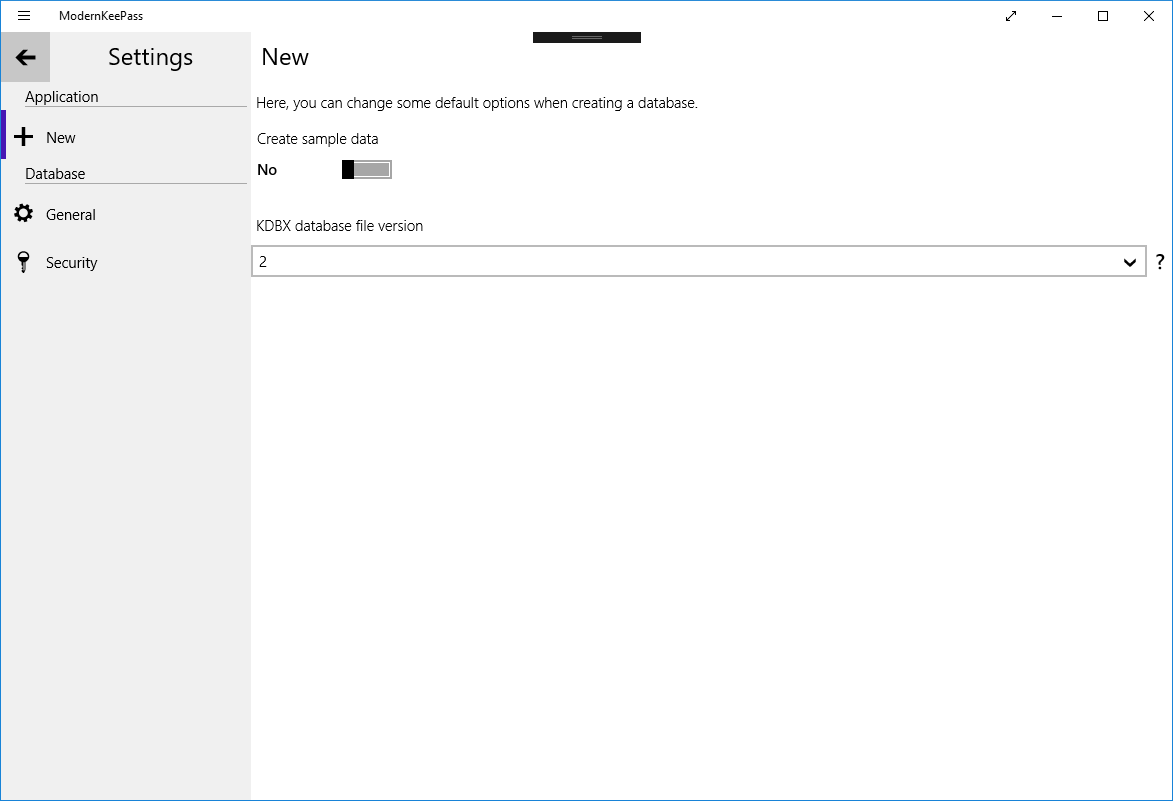 ModernKeePass
Settings
New
Application
Here, you can change some default options when creating a database.
New
Create sample data
No
Database
General
KDBX database file version
Security
2
?